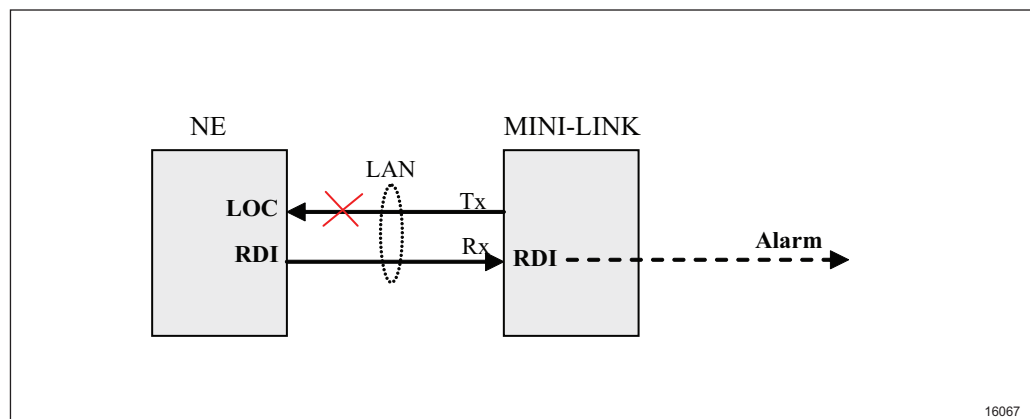 NE
MINI-LINK
LAN
LOC
Tx
RDI
Rx
RDI
Alarm
16067